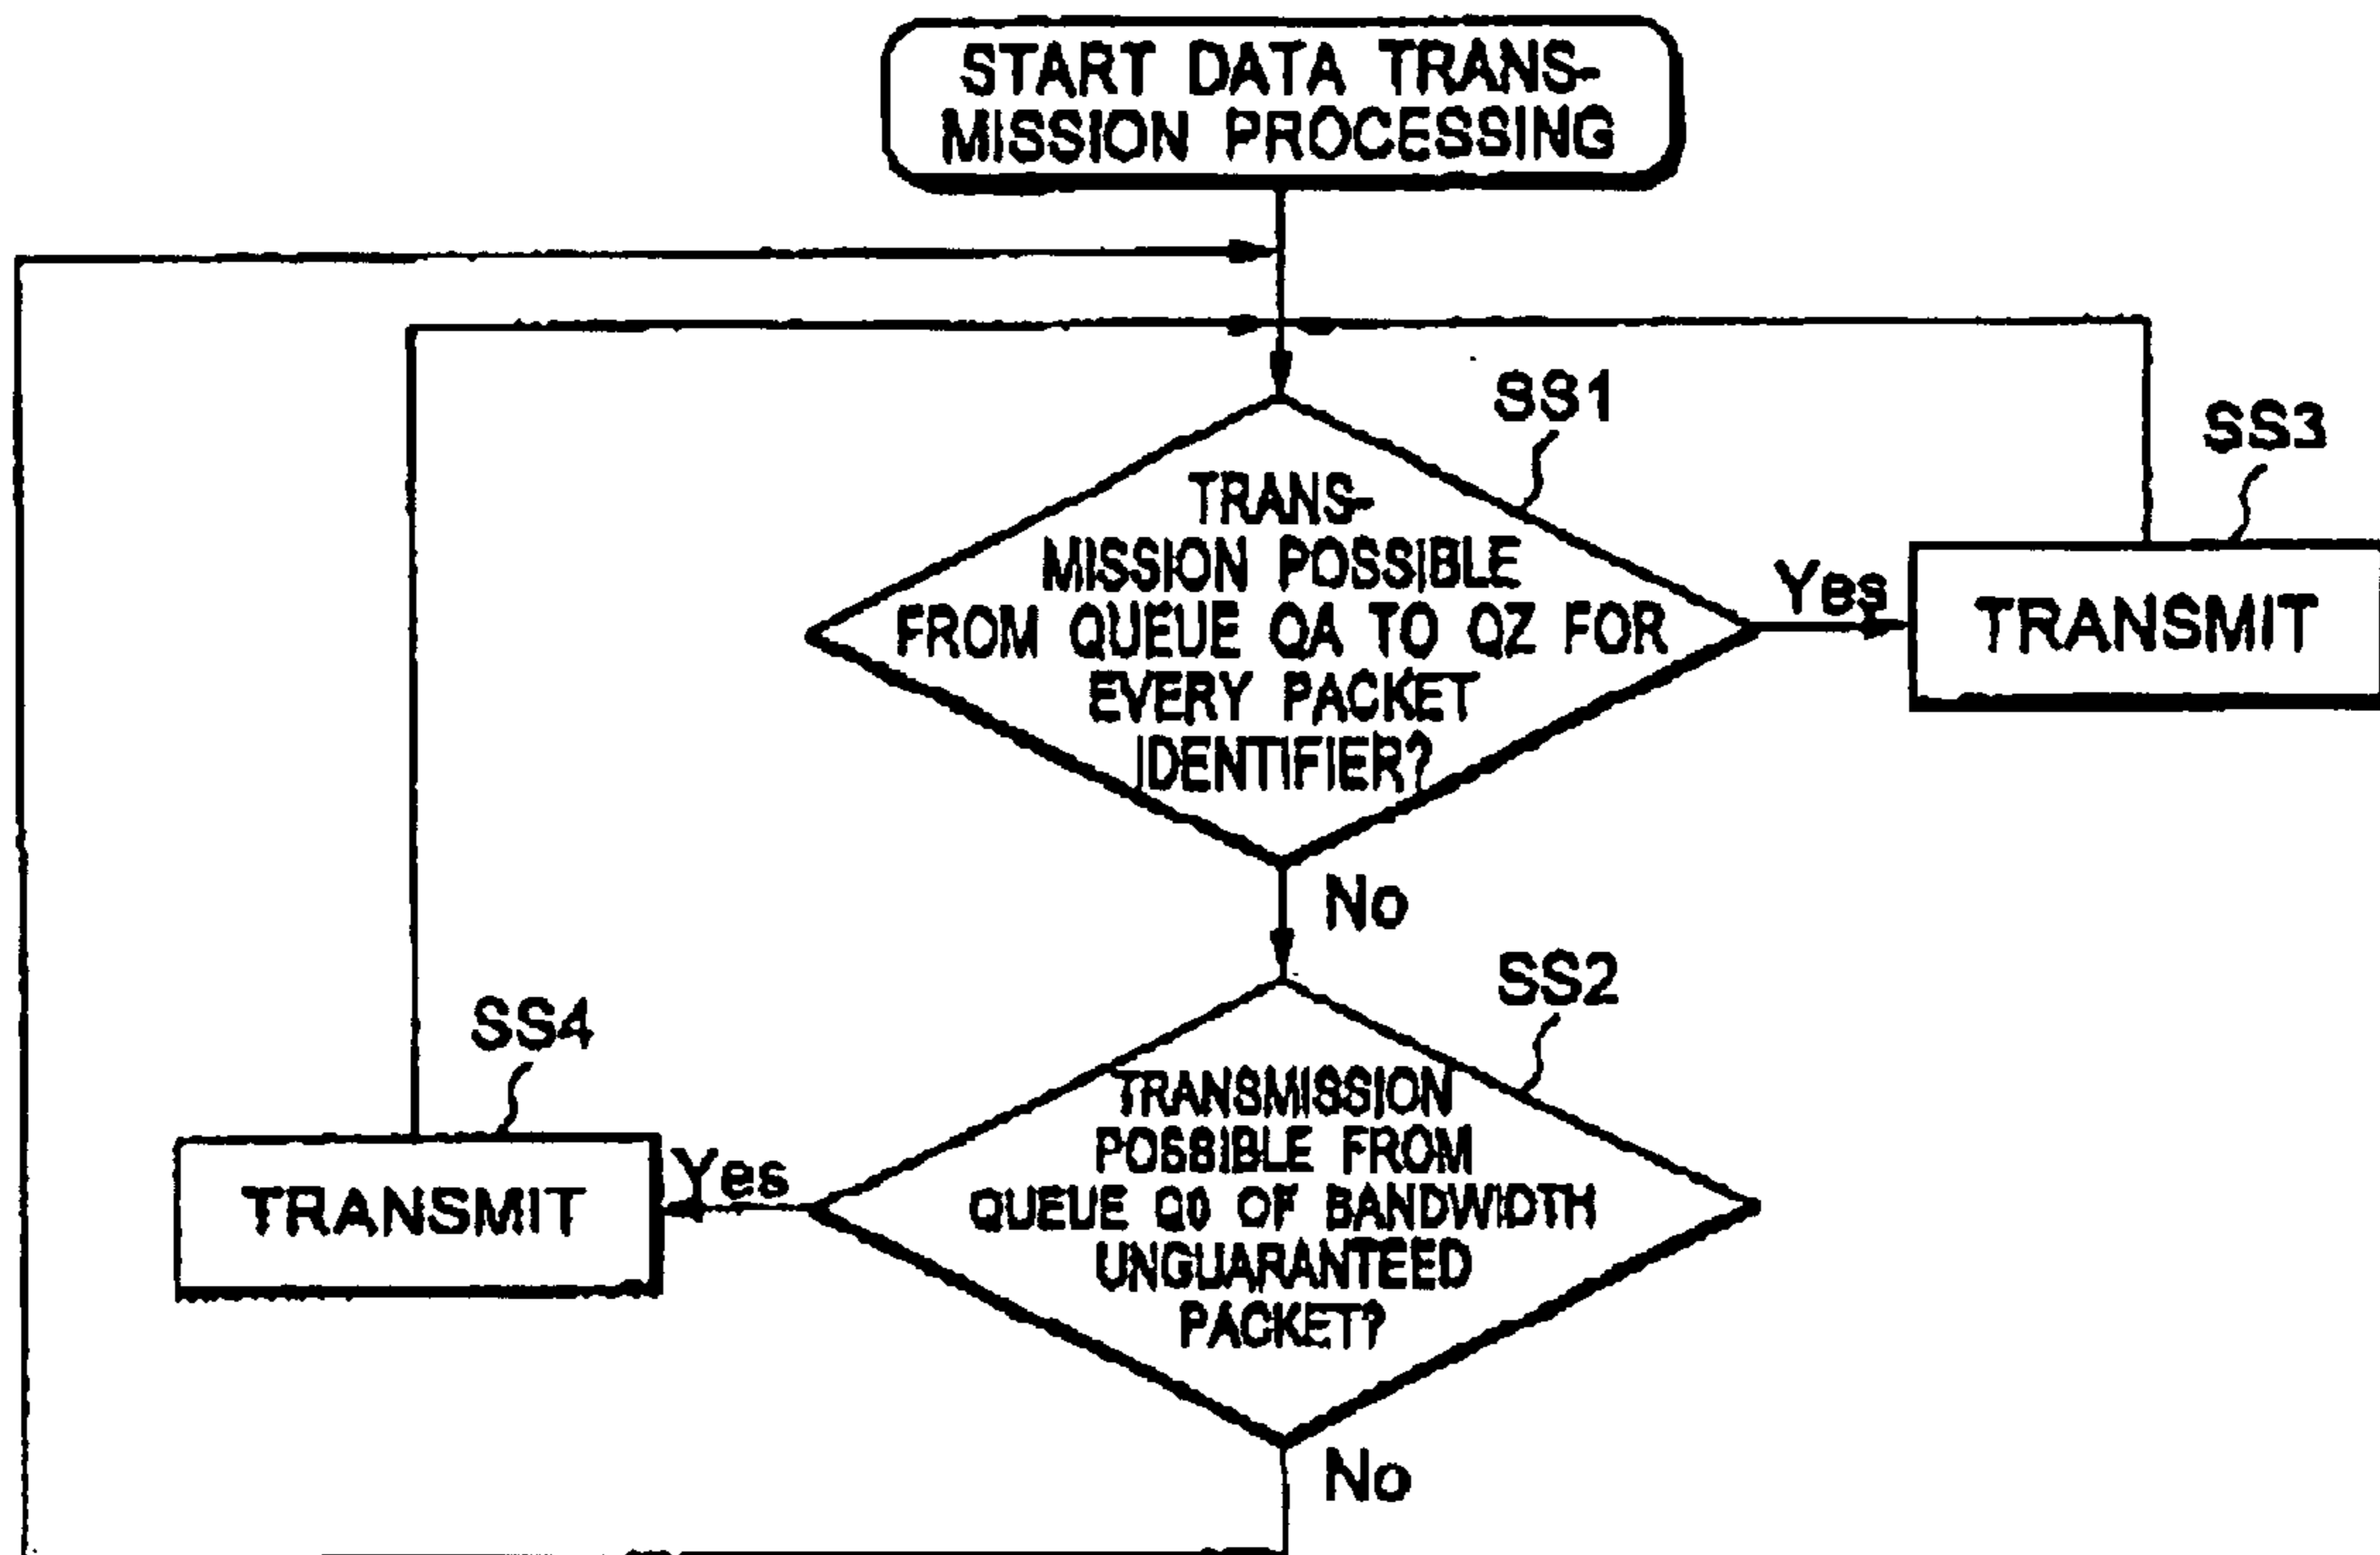 START DATA TRANS-
MISSION PROCESSING
SS1
SS3
TRANS-
MISSION POSSIBLE
FROM QUEUE QA TO QZ FOR
EVERY PACKET
IDENTIFIER?
Yes
TRANSMIT
No
SS2
SS4
TRANSMISSION
POSSIBLE FROM
QUEUE Q0 OF BANDWIDTH
UNGUARANTEED
PACKET?
Yes
TRANSMIT
No